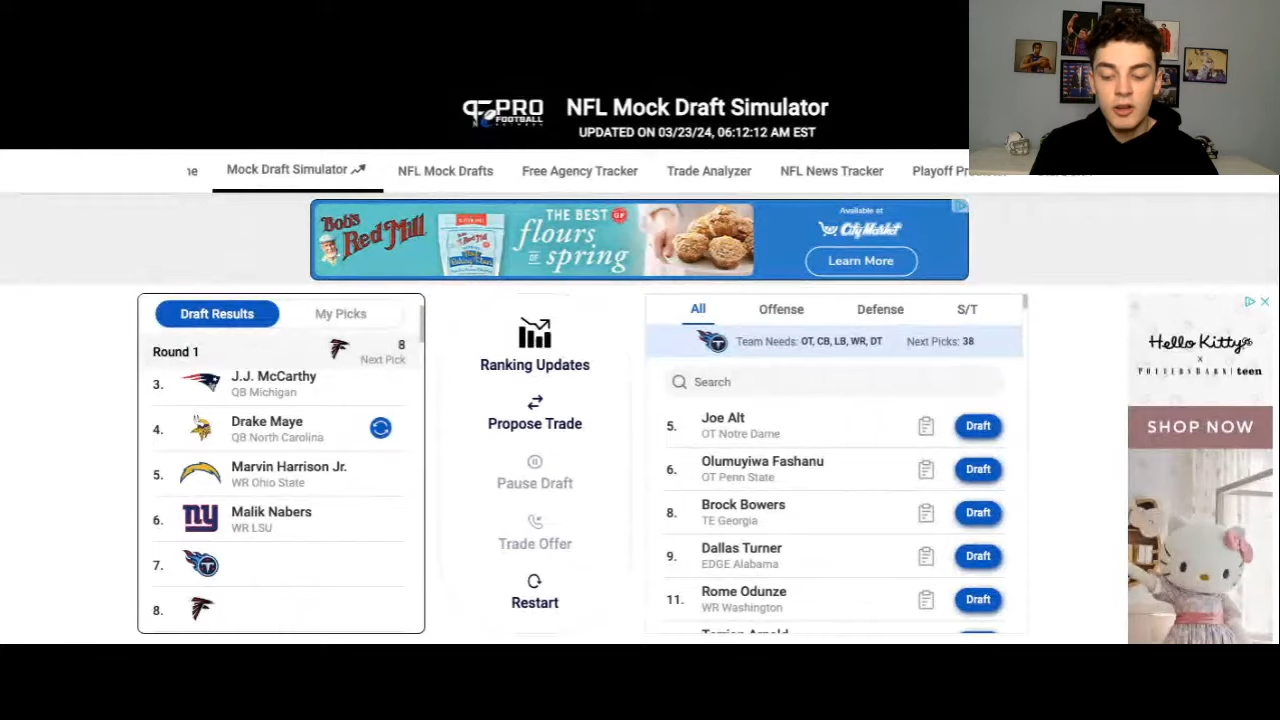 PRO
FOOTBALL
NETWORK
NFL Mock Draft Simulator
UPDATED ON 03/23/24, 06:12:12 AM EST
ne
Mock Draft Simulator
NFL Mock Drafts
Free Agency Tracker
Trade Analyzer
NFL News Tracker
Playoff
Bob's
Red Mill
THE BEST OF
flours
of spring
Available at
City Market
Learn More
Draft Results
My Picks
Round 1
8
Next Pick
3.
J.J. McCarthy
QB Michigan
4.
Drake Maye
QB North Carolina
5.
Marvin Harrison Jr.
WR Ohio State
6.
ny
Malik Nabers
WR LSU
7.
8.
Ranking Updates
Propose Trade
Pause Draft
Trade Offer
Restart
All
Offense
Defense
S/T
Team Needs: OT, CB, LB, WR, DT
Next Picks: 38
Search
5.
Joe Alt
OT Notre Dame
Draft
6.
Olumuyiwa Fashanu
OT Penn State
Draft
8.
Brock Bowers
TE Georgia
Draft
9.
Dallas Turner
EDGE Alabama
Draft
11.
Rome Odunze
WR Washington
Draft
Hello Kitty
x
POTTERY BARN teen
SHOP NOW